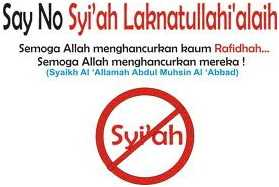 Say No Syi'ah Laknatullahi'alaih
Semoga Allah menghancurkan kaum Rafidhah...
Semoga Allah menghancurkan mereka !
(Syaikh Al 'Allamah Abdul Muhsin Al 'Abbad)
Syi'ah